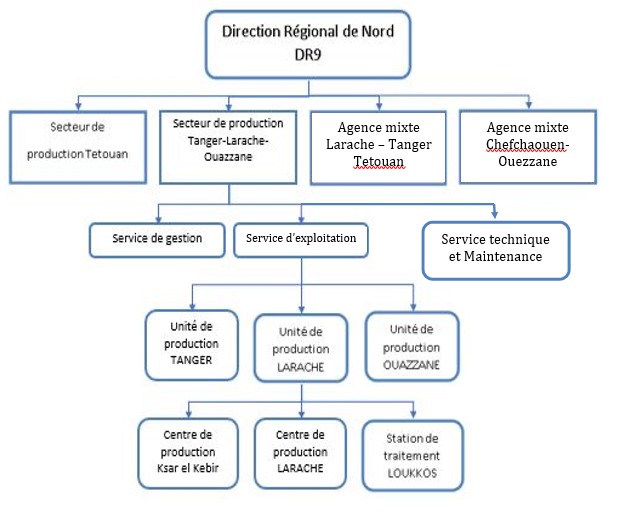 Direction Régional de Nord
DR9
Secteur de
production Tetouan
Secteur de production
Tanger-Larache-
Ouazzane
Agence mixte
Larache – Tanger
Tetouan
Agence mixte
Chefchaouen-
Ouezzane
Service de gestion
Service d'exploitation
Service technique
et Maintenance
Unité de
production
TANGER
Unité de
production
LARACHE
Unité de
production
OUAZZANE
Centre de
production
Ksar el Kebir
Centre de
production
LARACHE
Station de
traitement
LOUKKOS